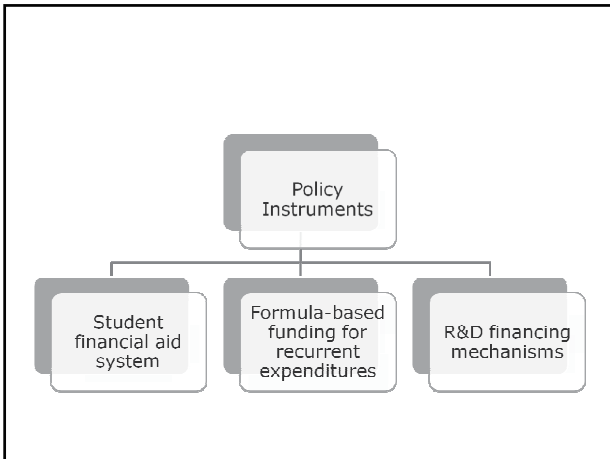 Policy
Instruments
Student
financial aid
system
Formula-based
funding for
recurrent
expenditures
R&D financing
mechanisms